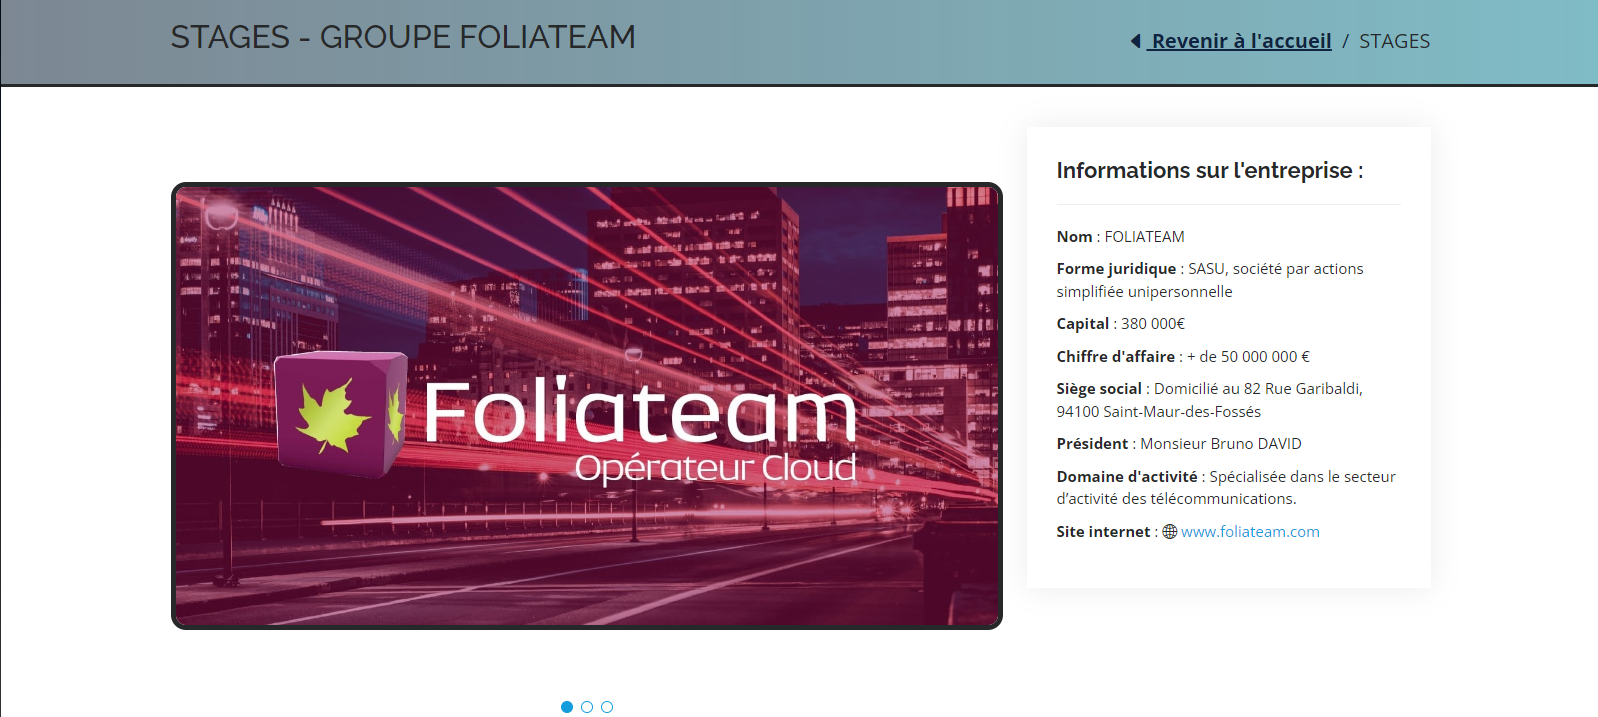 STAGES - GROUPE FOLIATEAM
Revenir à l'accueil / STAGES
Foliateam
Opérateur Cloud
Informations sur l'entreprise :
Nom : FOLIATEAM
Forme juridique : SASU, société par actions
simplifiée unipersonnelle
Capital : 380 000€
Chiffre d'affaire : + de 50 000 000 €
Siège social : Domicilié au 82 Rue Garibaldi,
94100 Saint-Maur-des-Fossés
Président : Monsieur Bruno DAVID
Domaine d'activité : Spécialisée dans le secteur
d’activité des télécommunications.
Site internet : www.foliateam.com